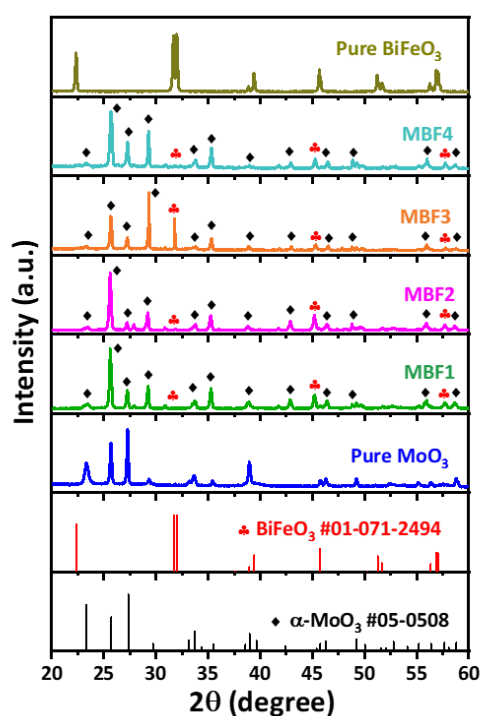 Pure BiFeO₃
MBF4
MBF3
MBF2
MBF1
Pure MoO₃
♣ BiFeO₃ #01-071-2494
♦ α-MoO₃ #05-0508
Intensity (a.u.)
20 25 30 35 40 45 50 55 60
2θ (degree)